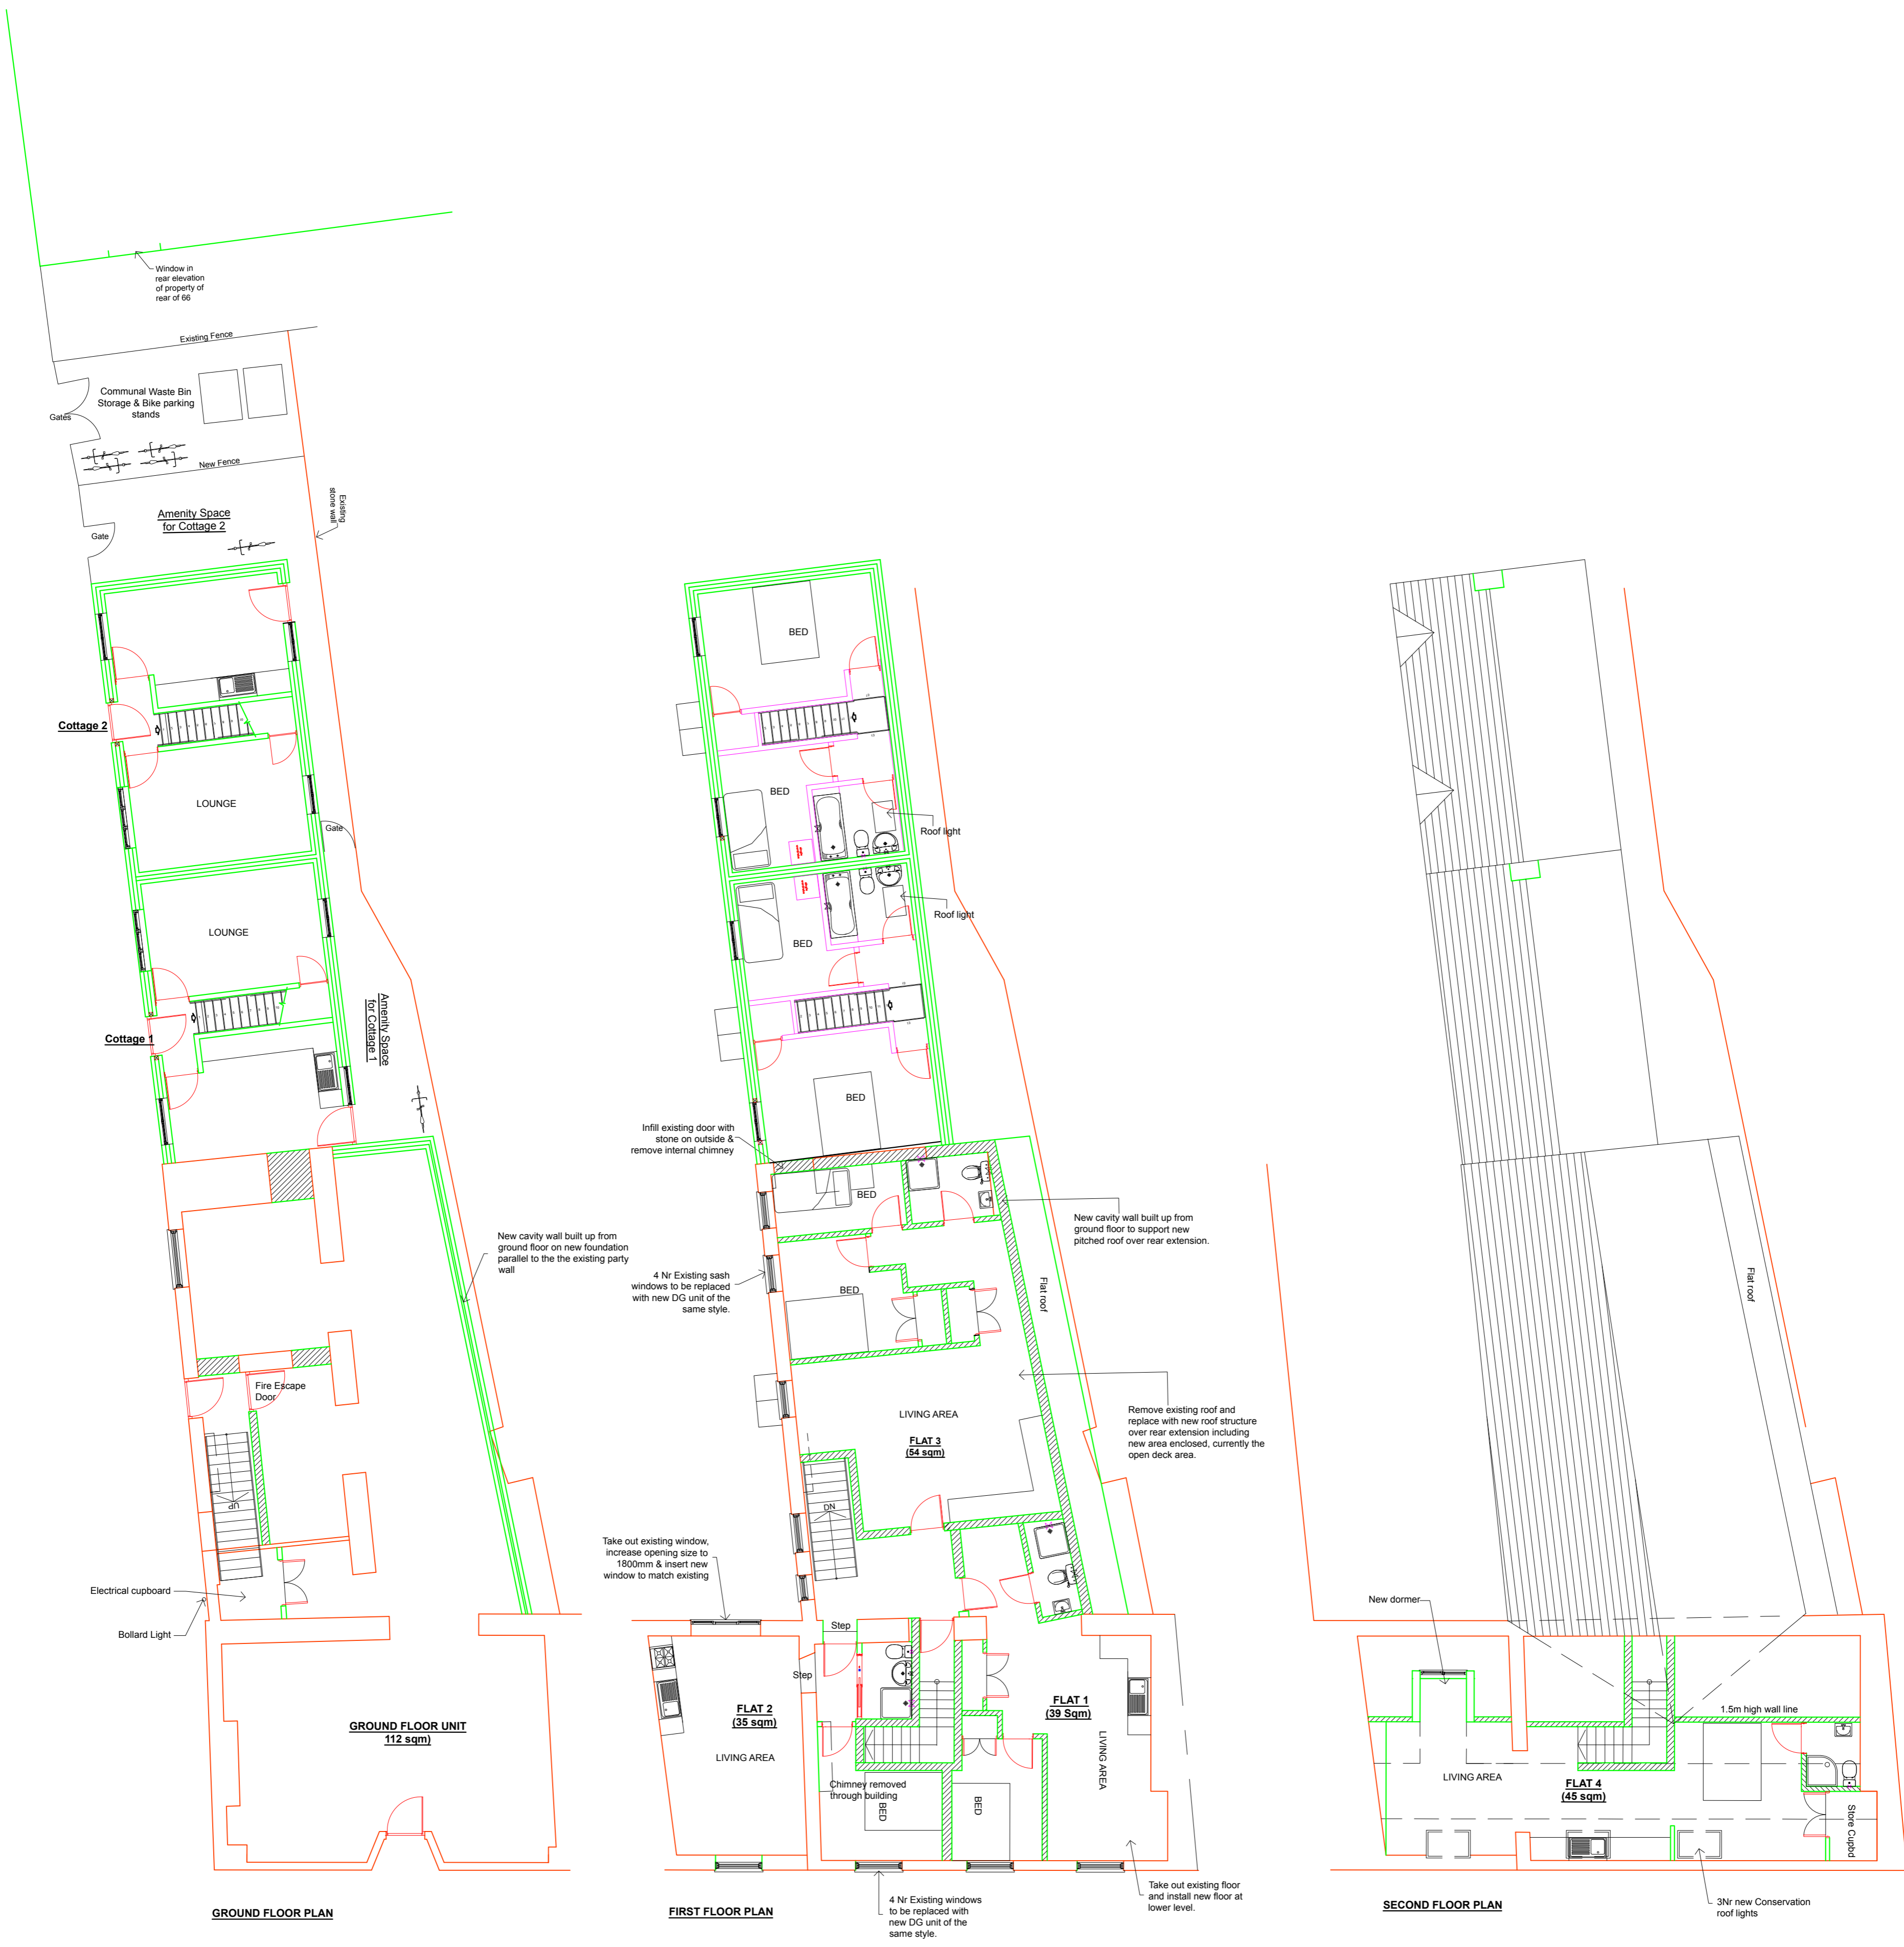 Window in
rear elevation
of property of
rear of 66
Existing Fence
Communal Waste Bin
Storage & Bike parking
stands
Gates
New Fence
Existing
stone wall
Amenity Space
for Cottage 2
Gate
Cottage 2
LOUNGE
Gate
LOUNGE
Cottage 1
Amenity Space
for Cottage 1
New cavity wall built up from
ground floor on new foundation
parallel to the the existing party
wall
Fire Escape
Door
UP
Electrical cupboard
Bollard Light
GROUND FLOOR UNIT
112 sqm)
GROUND FLOOR PLAN
BED
BED
Roof light
Roof light
BED
BED
Infill existing door with
stone on outside &
remove internal chimney
BED
New cavity wall built up from
ground floor to support new
pitched roof over rear extension.
4 Nr Existing sash
windows to be replaced
with new DG unit of the
same style.
BED
Flat roof
LIVING AREA
FLAT 3
(54 sqm)
Remove existing roof and
replace with new roof structure
over rear extension including
new area enclosed, currently the
open deck area.
DN
Take out existing window,
increase opening size to
1800mm & insert new
window to match existing
Step
Step
FLAT 2
(35 sqm)
LIVING AREA
FLAT 1
(39 Sqm)
LIVING AREA
Chimney removed
through building
BED
BED
Take out existing floor
and install new floor at
lower level.
4 Nr Existing windows
to be replaced with
new DG unit of the
same style.
FIRST FLOOR PLAN
Flat roof
New dormer
1.5m high wall line
LIVING AREA
FLAT 4
(45 sqm)
Store Cupbd
3Nr new Conservation
roof lights
SECOND FLOOR PLAN